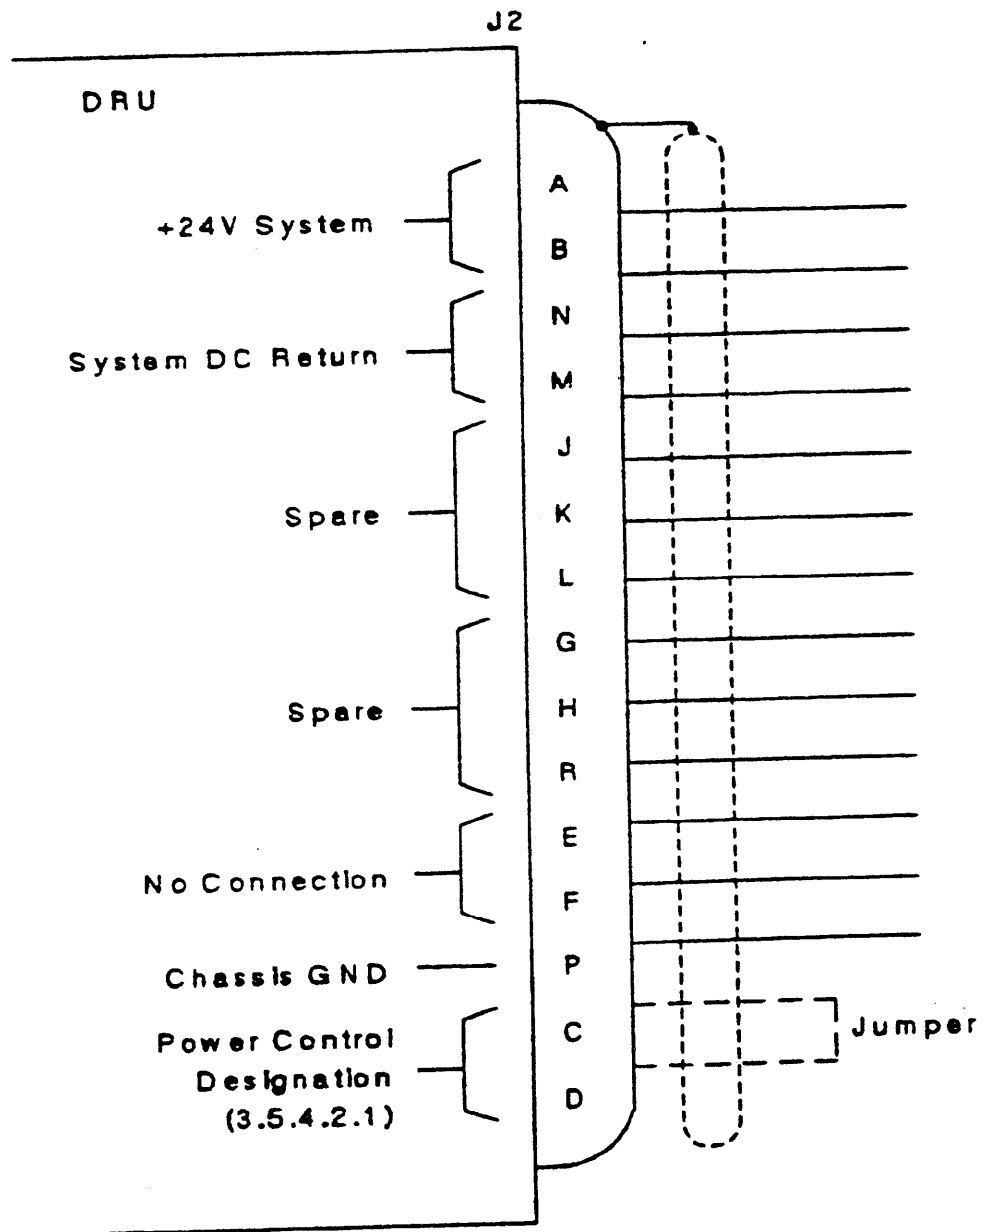 J2
DRU
A
+24V System
B
N
System DC Return
M
J
Spare
K
L
G
Spare
H
R
E
No Connection
F
Chassis GND
P
Power Control
Designation
(3.5.4.2.1)
C
Jumper
D